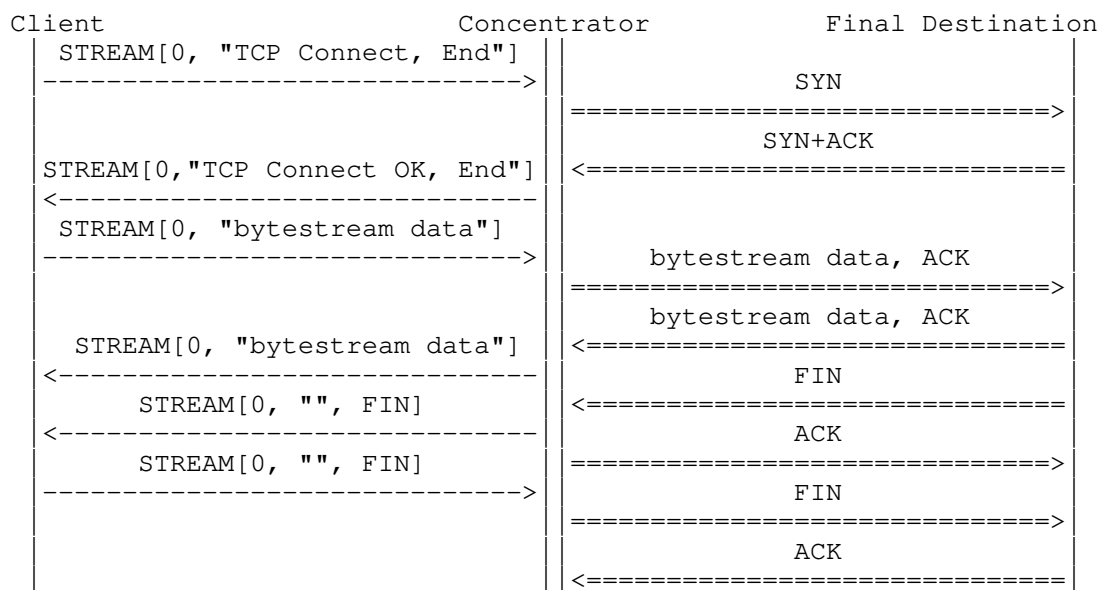 Client Concentrator Final Destination
STREAM[0, "TCP Connect, End"]
SYN
SYN+ACK
STREAM[0,"TCP Connect OK, End"]
STREAM[0, "bytestream data"]
bytestream data, ACK
bytestream data, ACK
STREAM[0, "bytestream data"]
FIN
STREAM[0, "", FIN]
ACK
STREAM[0, "", FIN]
FIN
ACK